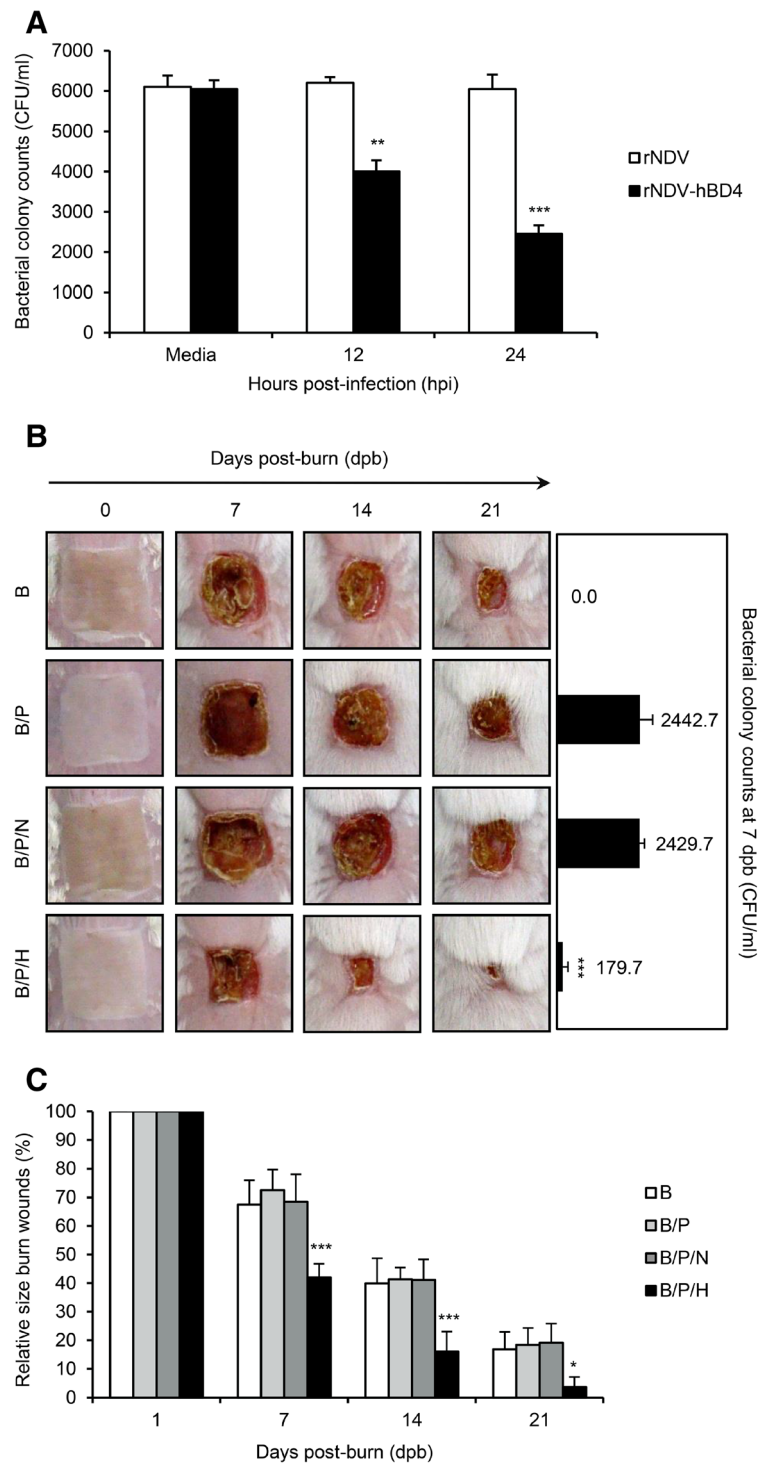 A
7000
6000
5000
4000
3000
2000
1000
0
Bacterial colony counts (CFU/ml)
**
***
Media 12 24
Hours post-infection (hpi)
rNDV
rNDV-hBD4
B
Days post-burn (dpb)
0 7 14 21
B
0.0
B/P
2442.7
B/P/N
2429.7
B/P/H
*** 179.7
Bacterial colony counts at 7 dpb (CFU/ml)
C
100
90
80
70
60
50
40
30
20
10
0
Relative size burn wounds (%)
***
***
*
1 7 14 21
Days post-burn (dpb)
B
B/P
B/P/N
B/P/H